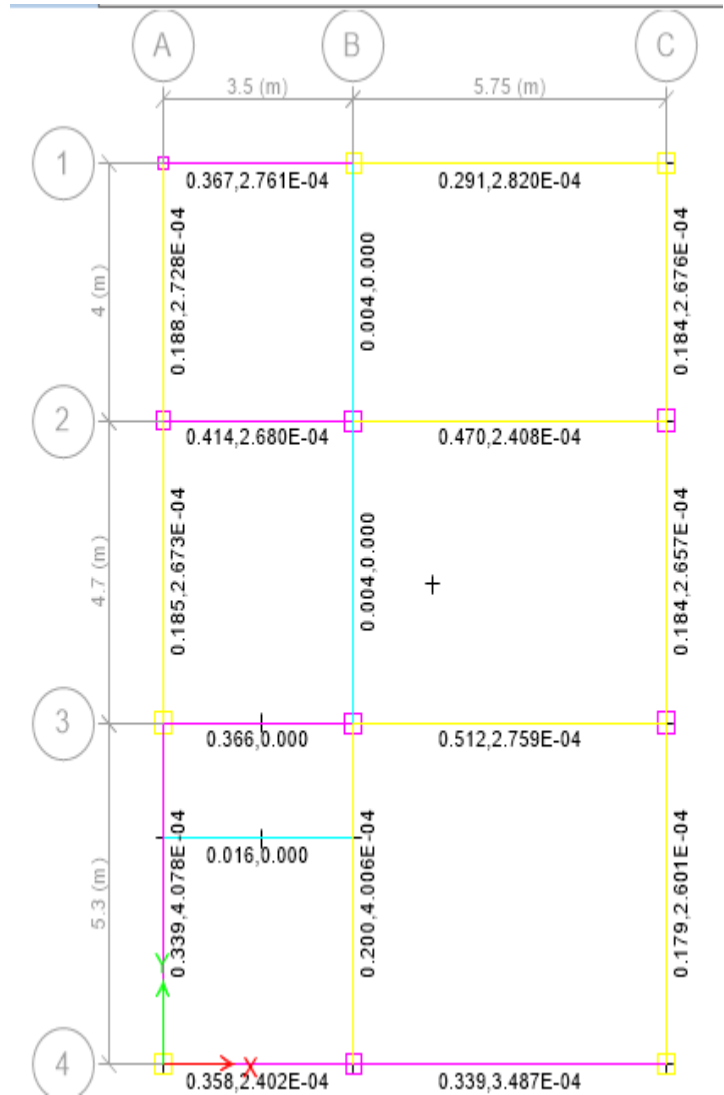 A B C
3.5 (m) 5.75 (m)
1
0.367,2.761E-04 0.291,2.820E-04
4 (m)
0.188,2.728E-04
0.004,0.000
0.184,2.676E-04
2
0.414,2.680E-04 0.470,2.408E-04
4.7 (m)
0.185,2.673E-04
0.004,0.000
0.184,2.657E-04
3
0.366,0.000 0.512,2.759E-04
5.3 (m)
0.339,4.078E-04
0.016,0.000
0.200,4.006E-04
0.179,2.601E-04
Y
4
X
0.358,2.402E-04 0.339,3.487E-04